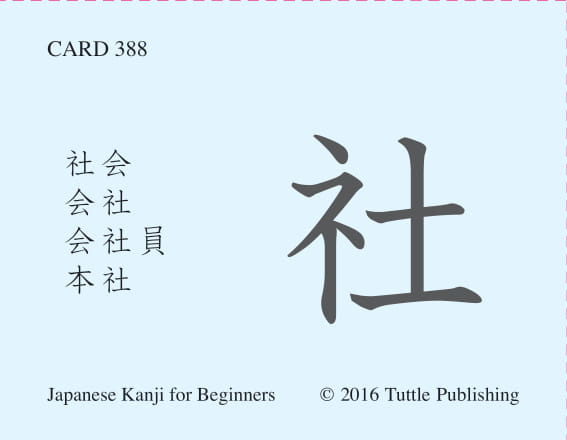 CARD 388
社会
会社
会社員
本社
社
Japanese Kanji for Beginners
© 2016 Tuttle Publishing